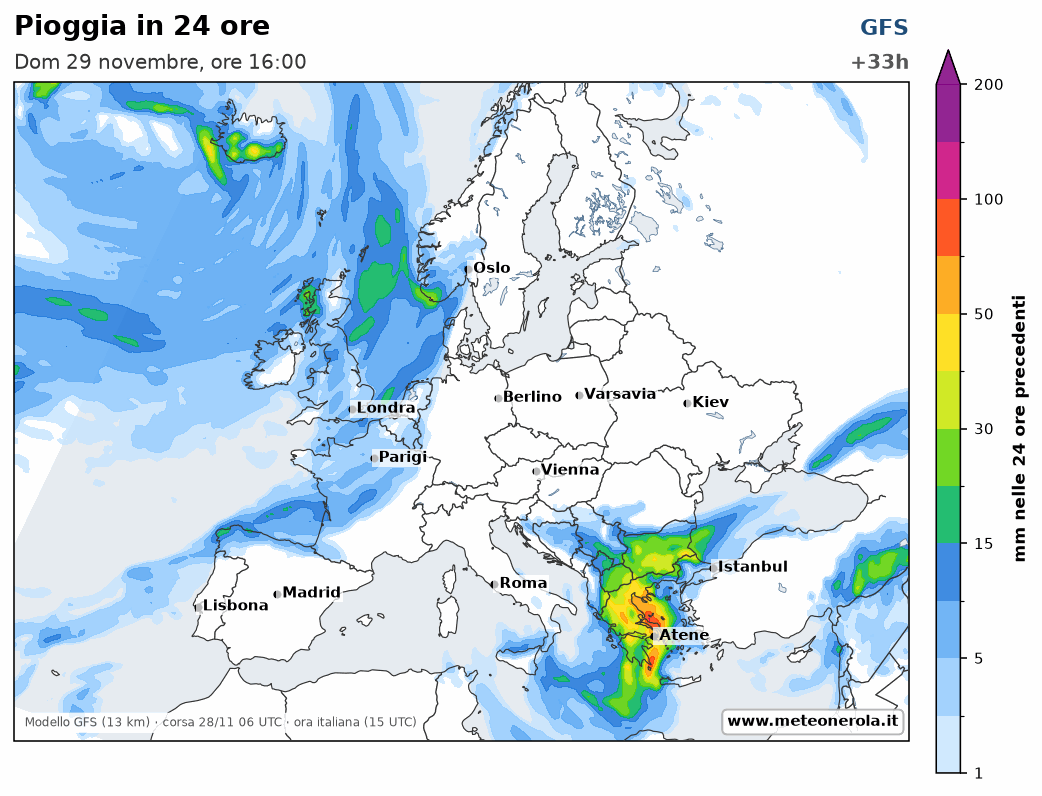 Pioggia in 24 ore
GFS
Dom 29 novembre, ore 16:00
+33h
200
100
50
30
15
5
1
mm nelle 24 ore precedenti
Oslo
Berlino
Varsavia
Kiev
Londra
Parigi
Vienna
Istanbul
Roma
Madrid
Lisbona
Atene
Modello GFS (13 km) · corsa 28/11 06 UTC · ora italiana (15 UTC)
www.meteonerola.it